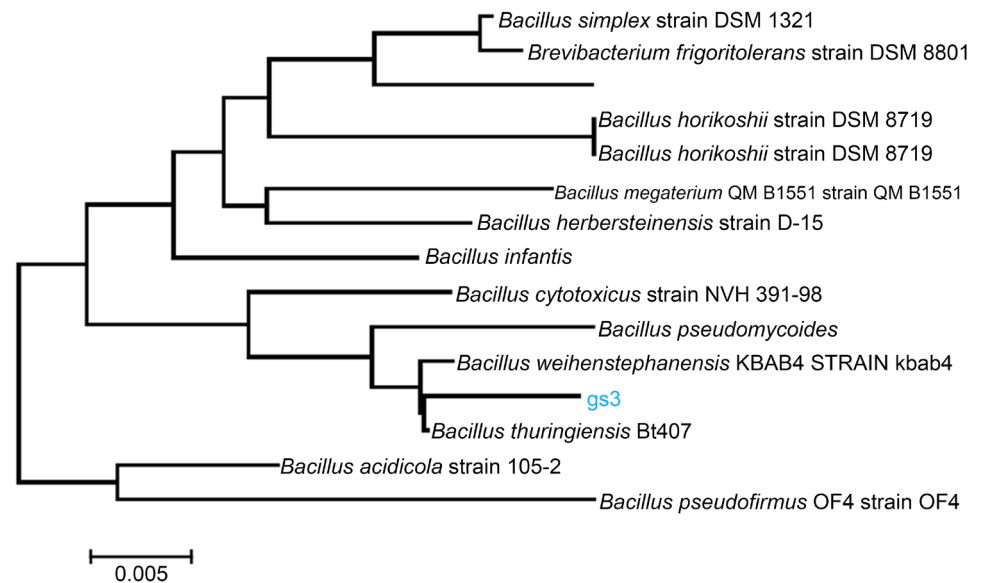 Bacillus simplex strain DSM 1321
Brevibacterium frigoritolerans strain DSM 8801
Bacillus horikoshii strain DSM 8719
Bacillus horikoshii strain DSM 8719
Bacillus megaterium QM B1551 strain QM B1551
Bacillus herbersteinensis strain D-15
Bacillus infantis
Bacillus cytotoxicus strain NVH 391-98
Bacillus pseudomycoides
Bacillus weihenstephanensis KBAB4 STRAIN kbab4
gs3
Bacillus thuringiensis Bt407
Bacillus acidicola strain 105-2
Bacillus pseudofirmus OF4 strain OF4
0.005